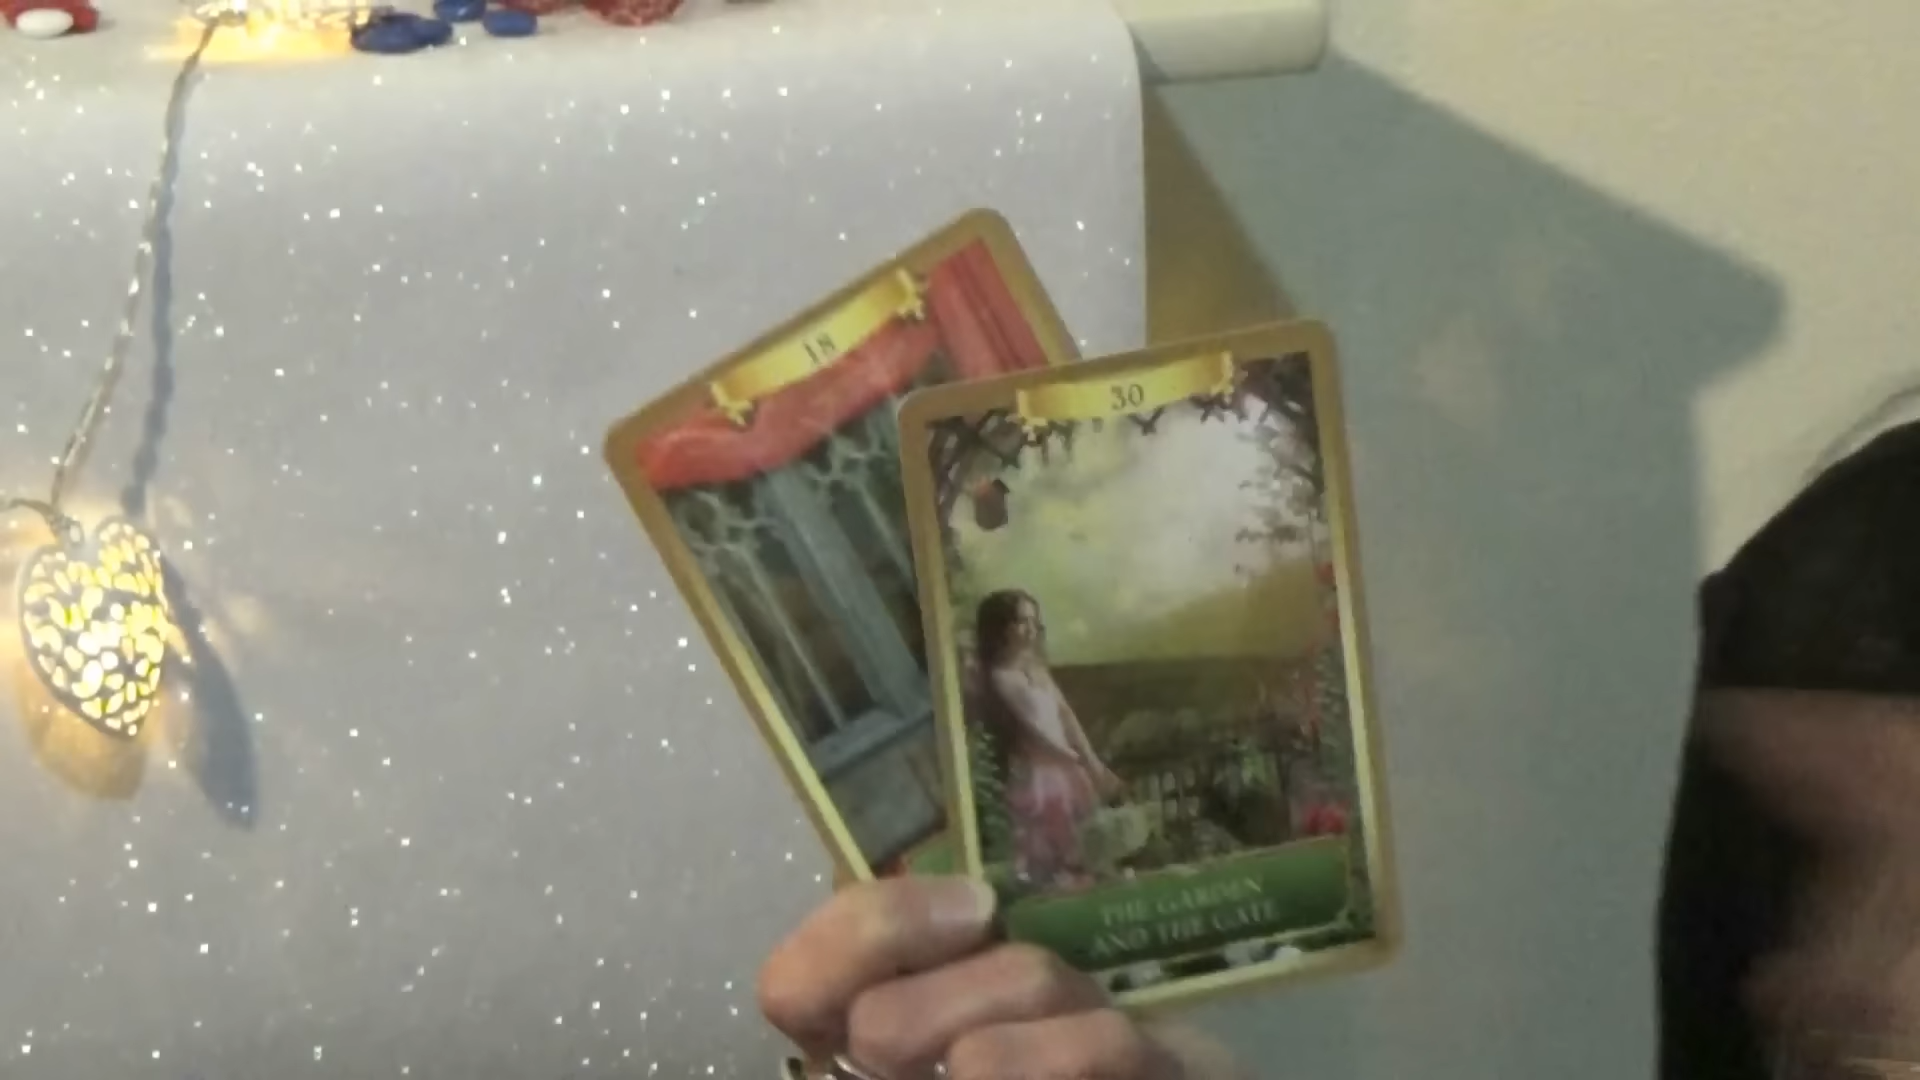 18
30
THE GARDEN
AND THE GATE